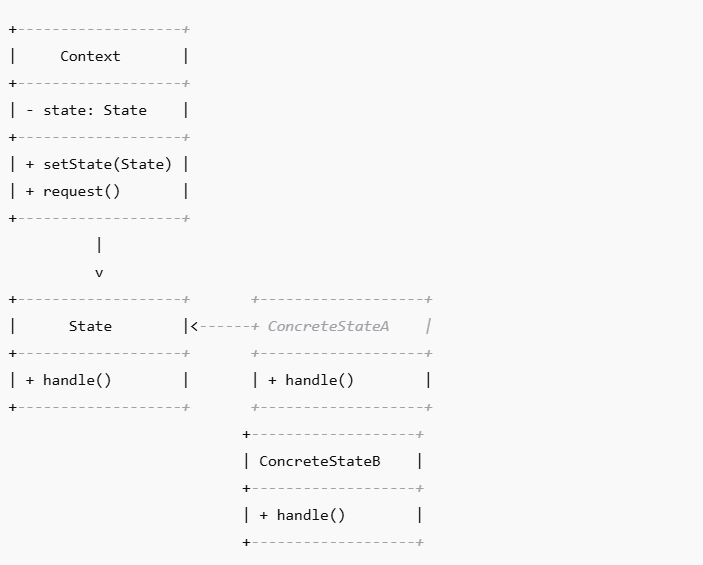 +-------------------+
|     Context       |
+-------------------+
| - state: State    |
+-------------------+
| + setState(State) |
| + request()       |
+-------------------+
          |
          v
+-------------------+       +-------------------+
|      State        |<------+ ConcreteStateA    |
+-------------------+       +-------------------+
| + handle()        |       | + handle()        |
+-------------------+       +-------------------+
                           +-------------------+
                           | ConcreteStateB    |
                           +-------------------+
                           | + handle()        |
                           +-------------------+